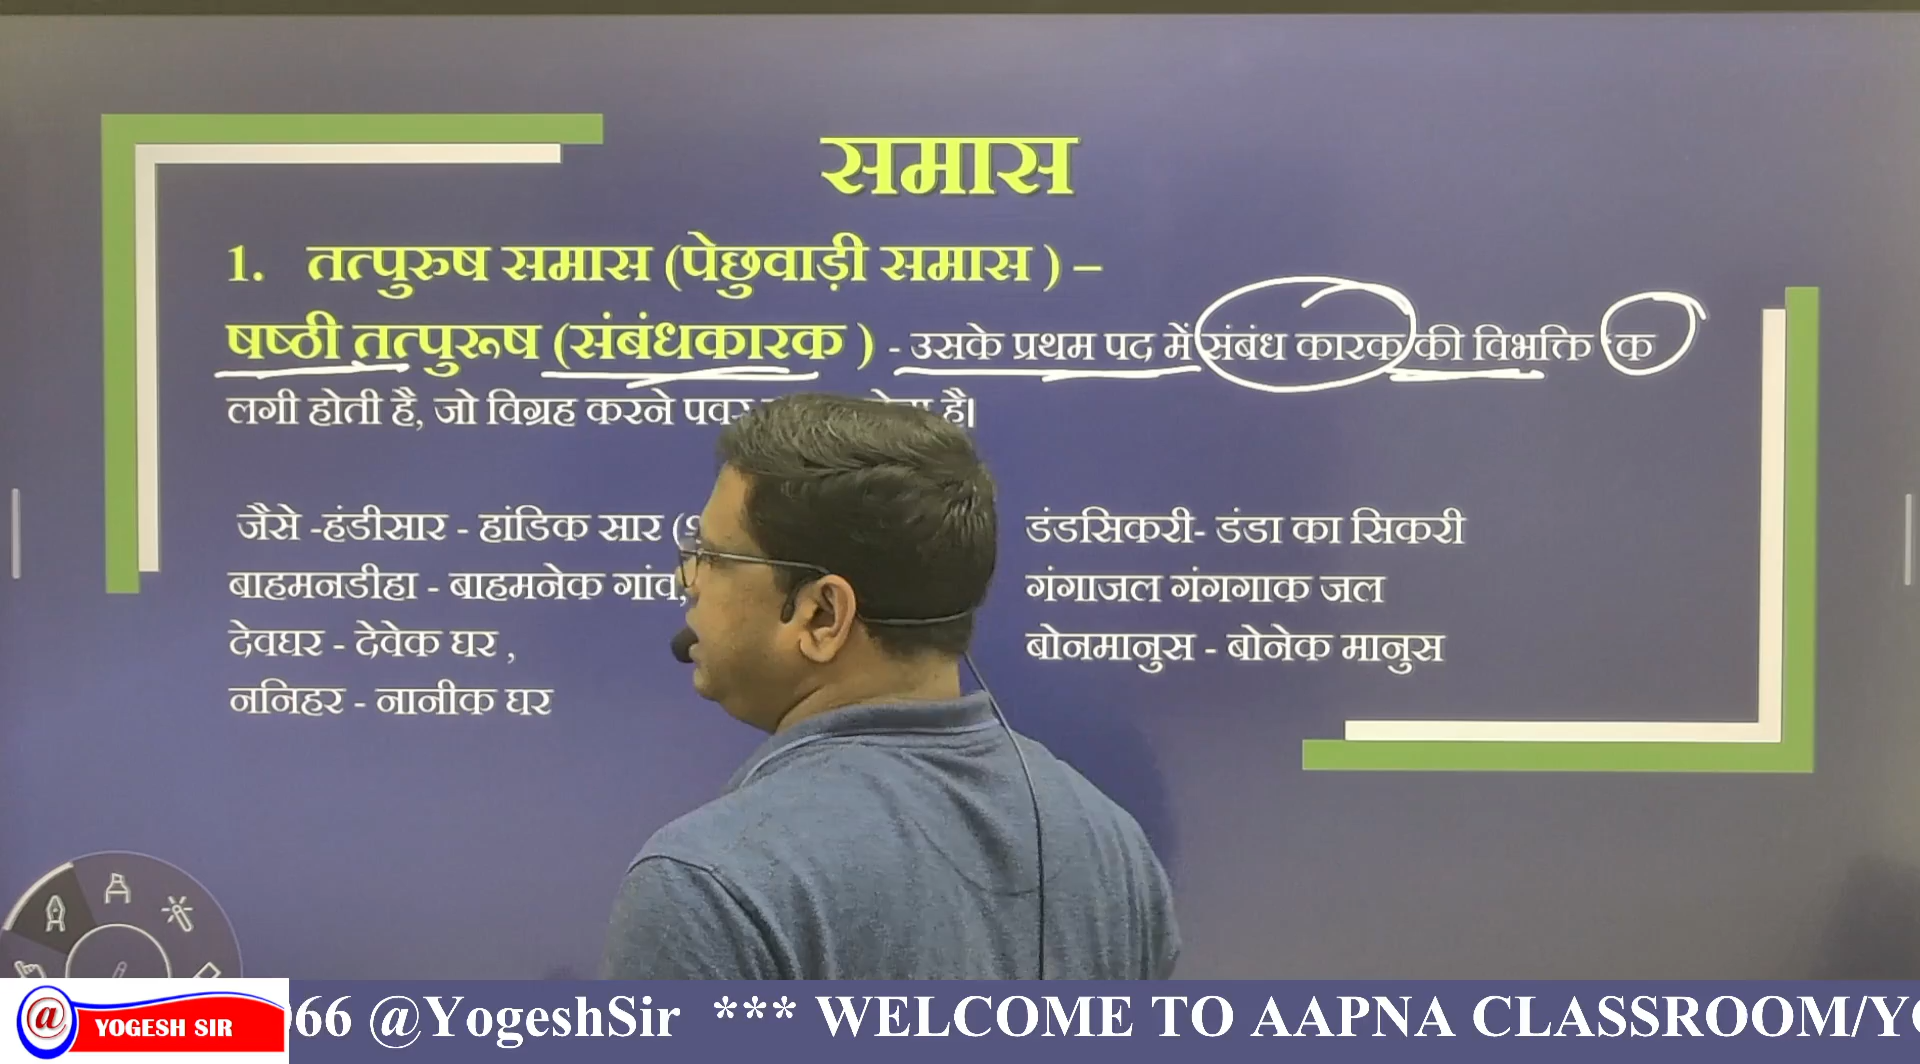 समास
1. तत्पुरुष समास (पेछुवाड़ी समास ) –
षष्ठी तत्पुरूष (संबंधकारक ) - उसके प्रथम पद में संबंध कारक की विभक्ति 'क
लगी होती है, जो विग्रह करने है।
जैसे -हंडीसार - हांडिक सार
बाहमनडीहा - बाहमनेक गांव,
देवघर - देवेक घर ,
ननिहर - नानीक घर
डंडसिकरी- डंडा का सिकरी
गंगाजल गंगगाक जल
बोनमानुस - बोनेक मानुस
@ YOGESH SIR
066 @YogeshSir *** WELCOME TO AAPNA CLASSROOM/YO